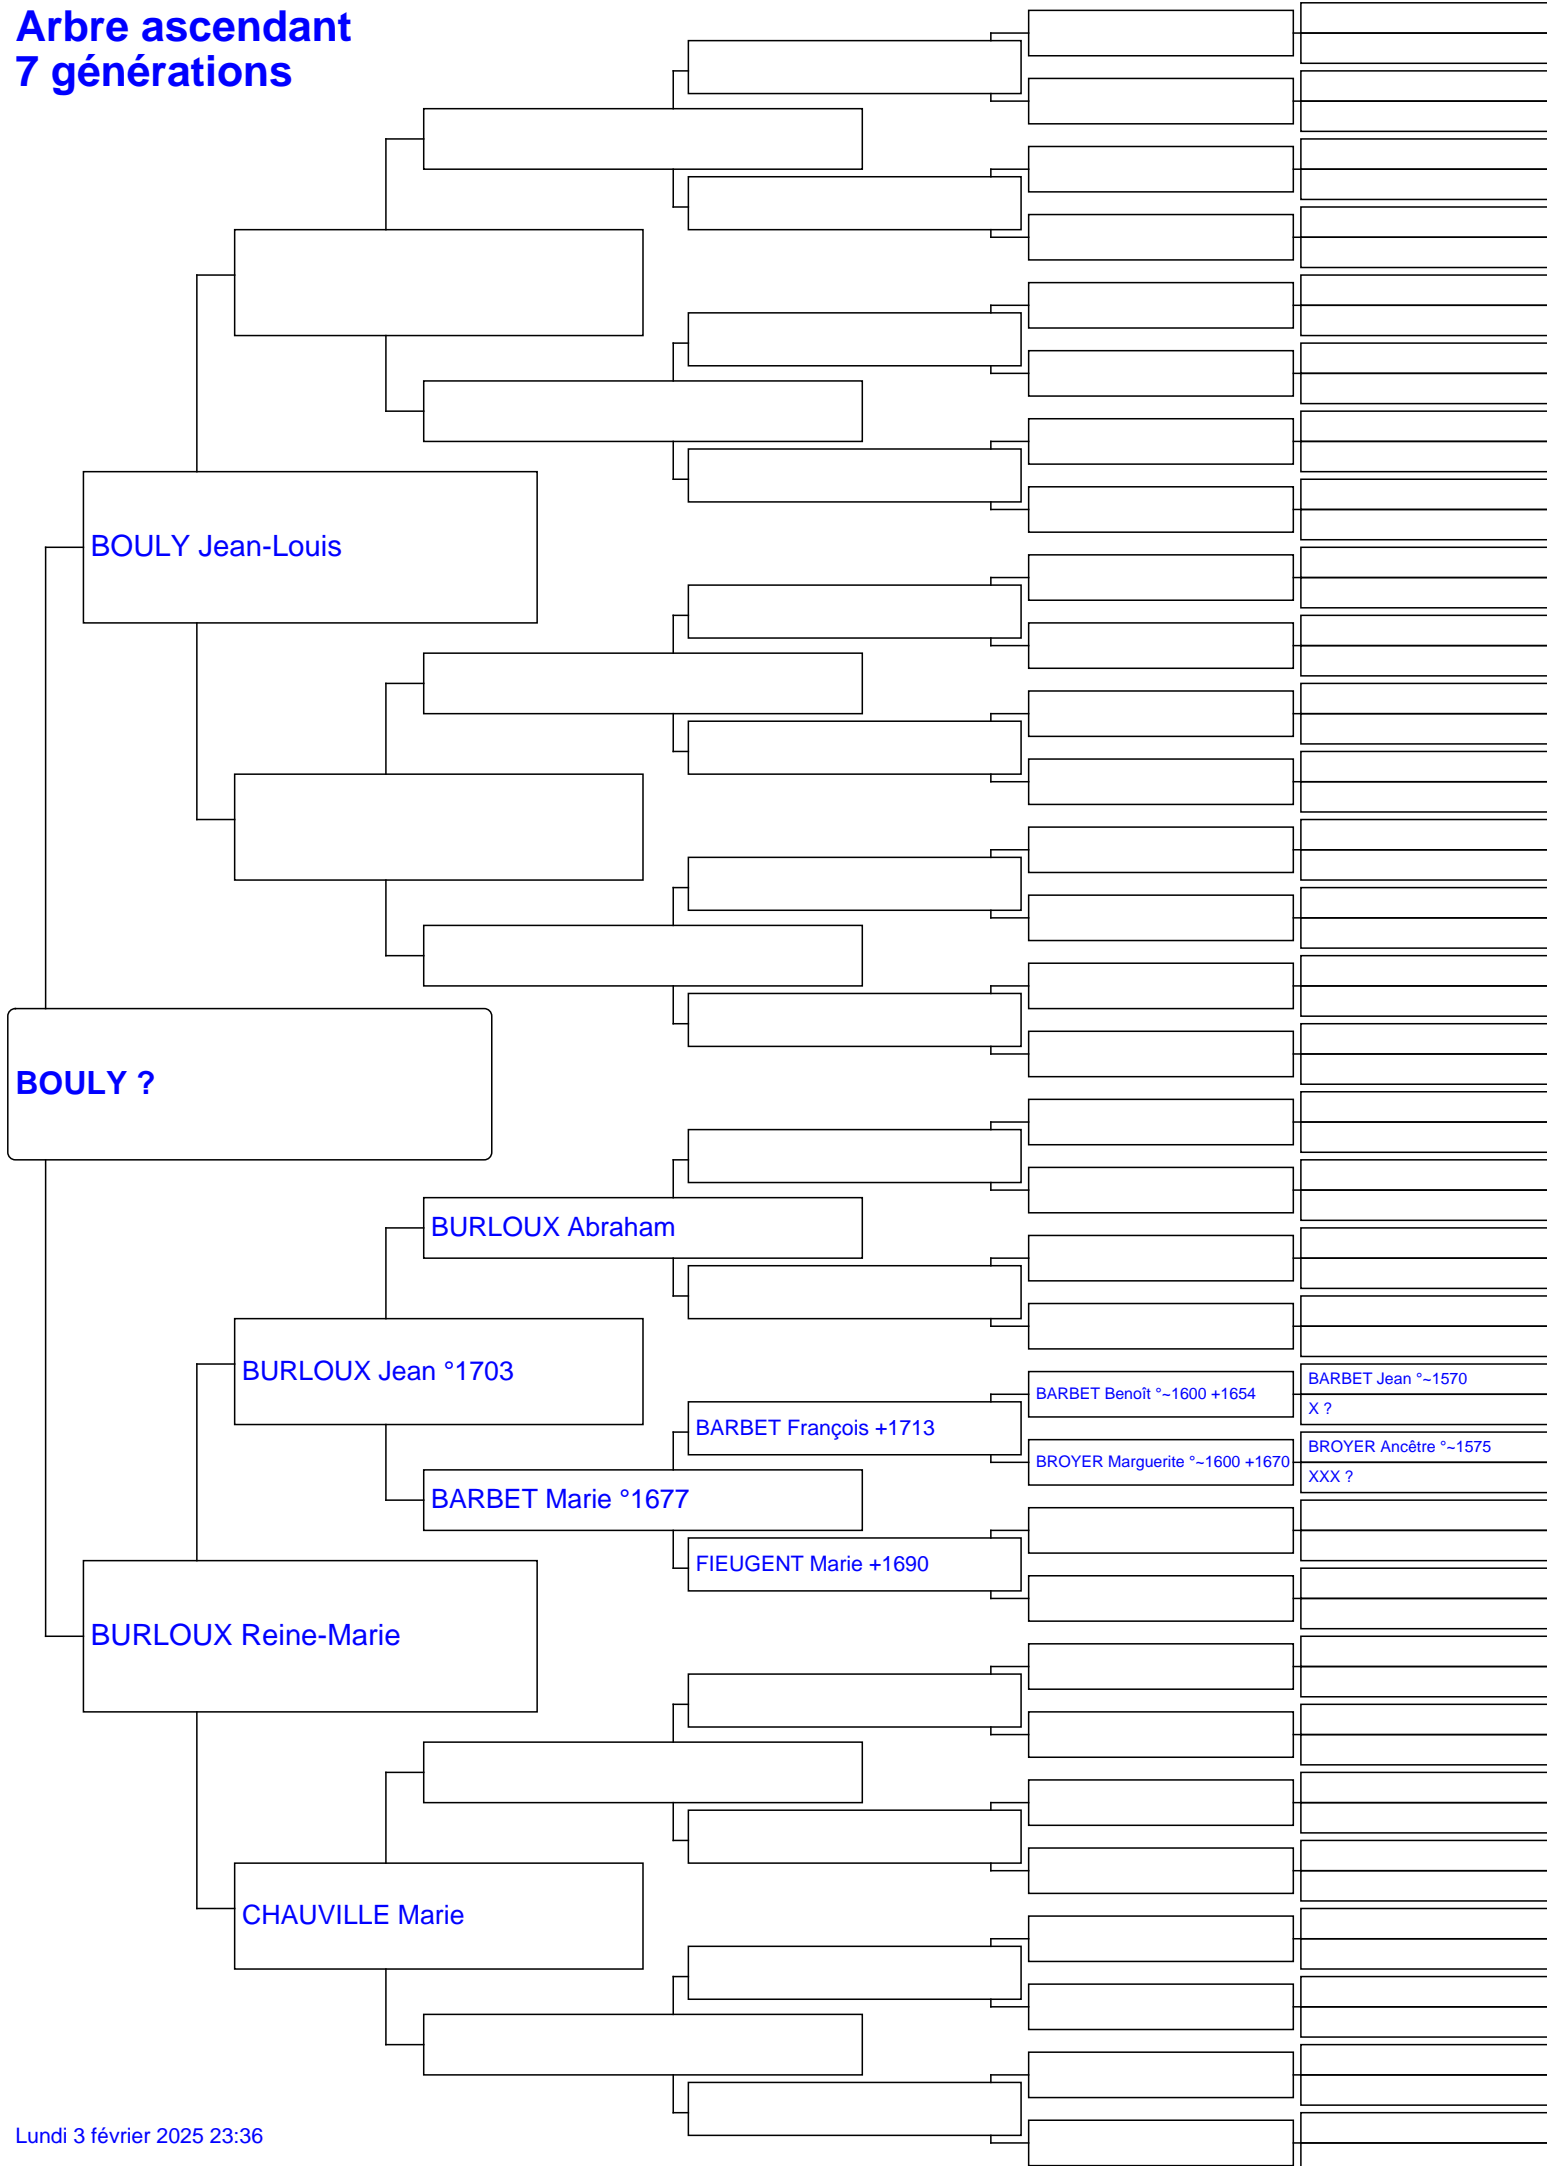 Arbre ascendant
7 générations
BOULY Jean-Louis
BOULY ?
BURLOUX Abraham
BURLOUX Jean °1703
BARBET Jean °~1570
BARBET Benoît °~1600 +1654
X ?
BARBET François +1713
BROYER Ancêtre °~1575
BROYER Marguerite °~1600 +1670
XXX ?
BARBET Marie °1677
FIEUGENT Marie +1690
BURLOUX Reine-Marie
CHAUVILLE Marie
Lundi 3 février 2025 23:36